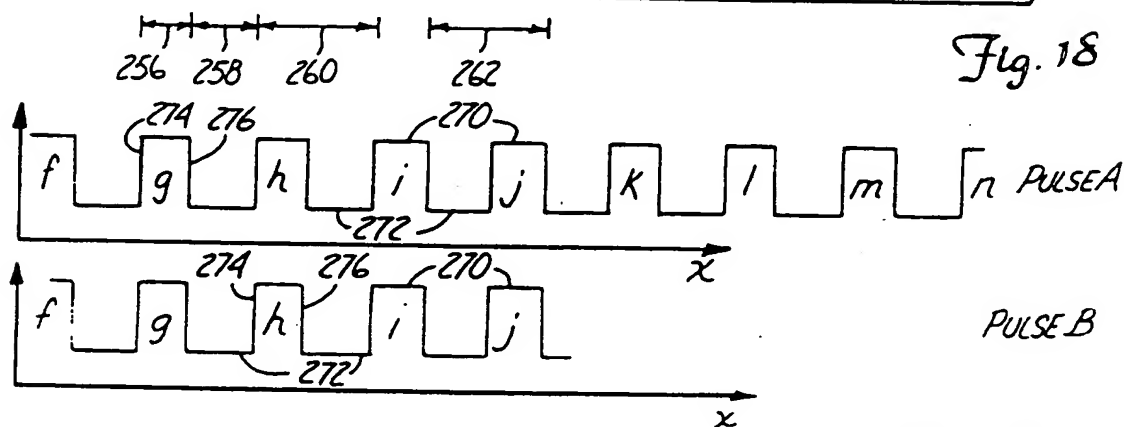 256 258 260 262
Fig. 18
274 276 270
f g h i j k l m n PULSE A
272
x
274 276 270
f g h i j PULSE B
272
x